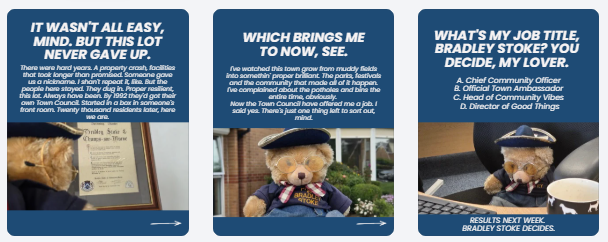 IT WASN'T ALL EASY,
MIND. BUT THIS LOT
NEVER GAVE UP.
There were hard years. A property crash, facilities
that took longer than promised. Someone gave
us a nickname. I shan't repeat it, like. But the
people here stayed. They dug in. Proper resilient,
this lot. Always have been. By 1992 they'd got their
own Town Council. Started in a box in someone's
front room. Twenty thousand residents later, here
we are.
Bradley Stoke &
WHICH BRINGS ME
TO NOW, SEE.
I've watched this town grow from muddy fields
into somethin' proper brilliant. The parks, festivals
and the community that made all of it happen.
I've complained about the potholes and bins the
entire time, obviously.
Now the Town Council have offered me a job. I
said yes. There's just one thing left to sort out,
mind.
BRADLEY
STOKE
WHAT'S MY JOB TITLE,
BRADLEY STOKE? YOU
DECIDE, MY LOVER.
A. Chief Community Officer
B. Official Town Ambassador
C. Head of Community Vibes
D. Director of Good Things
RESULTS NEXT WEEK.
BRADLEY STOKE DECIDES.